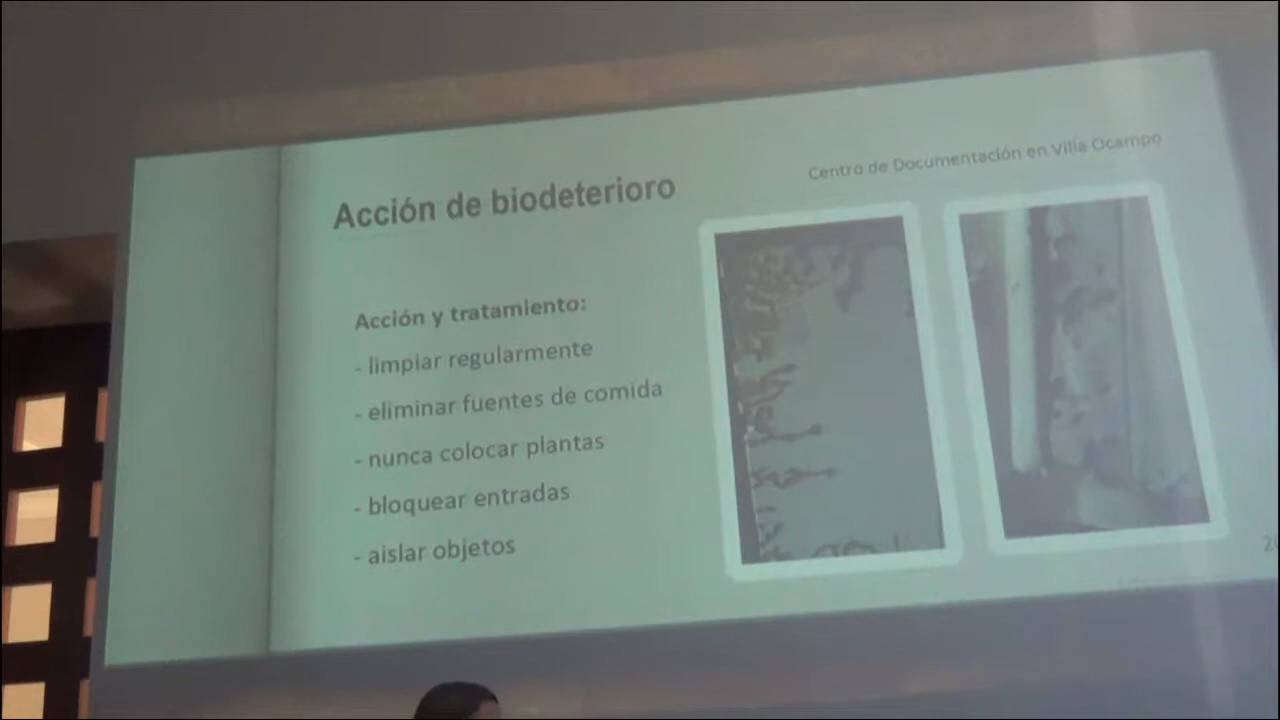 Centro de Documentación en Villa Ocampo
Acción de biodeterioro
Acción y tratamiento:
- limpiar regularmente
- eliminar fuentes de comida
- nunca colocar plantas
- bloquear entradas
- aislar objetos